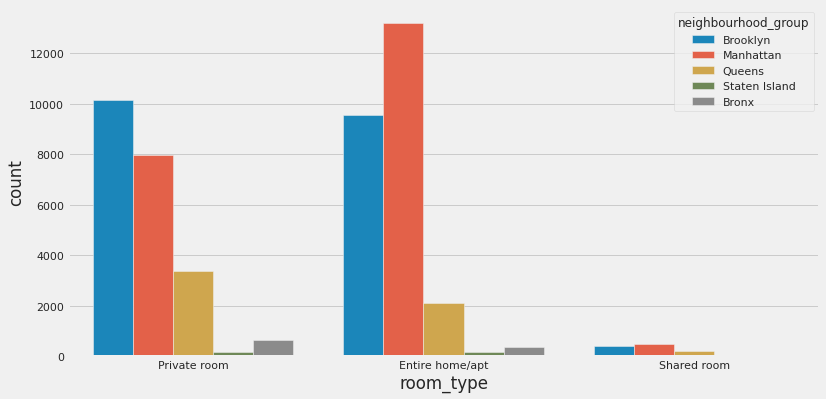 neighbourhood_group
Brooklyn
Manhattan
Queens
Staten Island
Bronx
count
12000
10000
8000
6000
4000
2000
0
Private room
Entire home/apt
Shared room
room_type